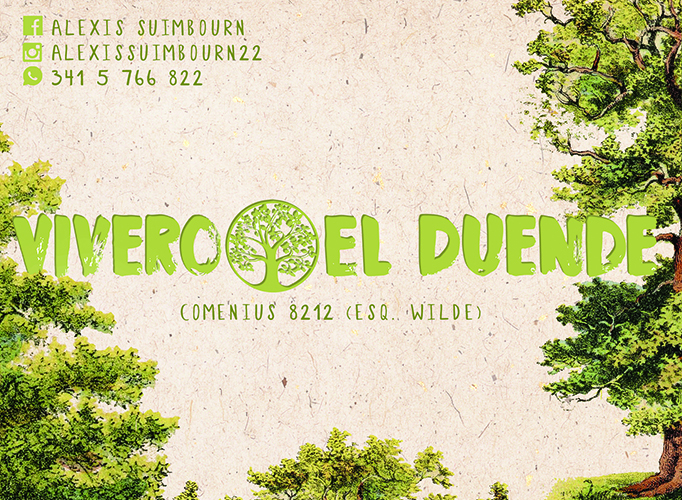 ALEXIS SUIMBOURN
ALEXISSUIMBOURN22
341 5 766 822
VIVERO EL DUENDE
COMENIUS 8212 (ESQ. WILDE)